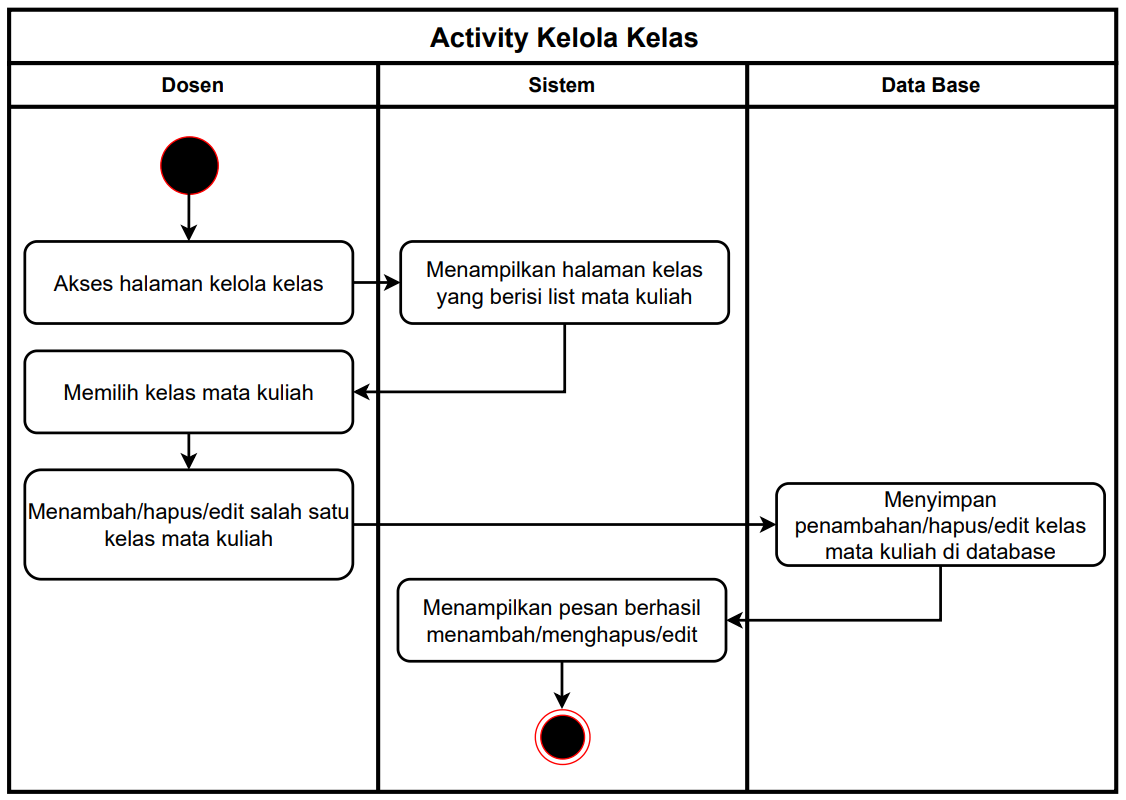 Activity Kelola Kelas
Dosen
Sistem
Data Base
Akses halaman kelola kelas
Menampilkan halaman kelas
yang berisi list mata kuliah
Memilih kelas mata kuliah
Menambah/hapus/edit salah satu
kelas mata kuliah
Menyimpan
penambahan/hapus/edit kelas
mata kuliah di database
Menampilkan pesan berhasil
menambah/menghapus/edit